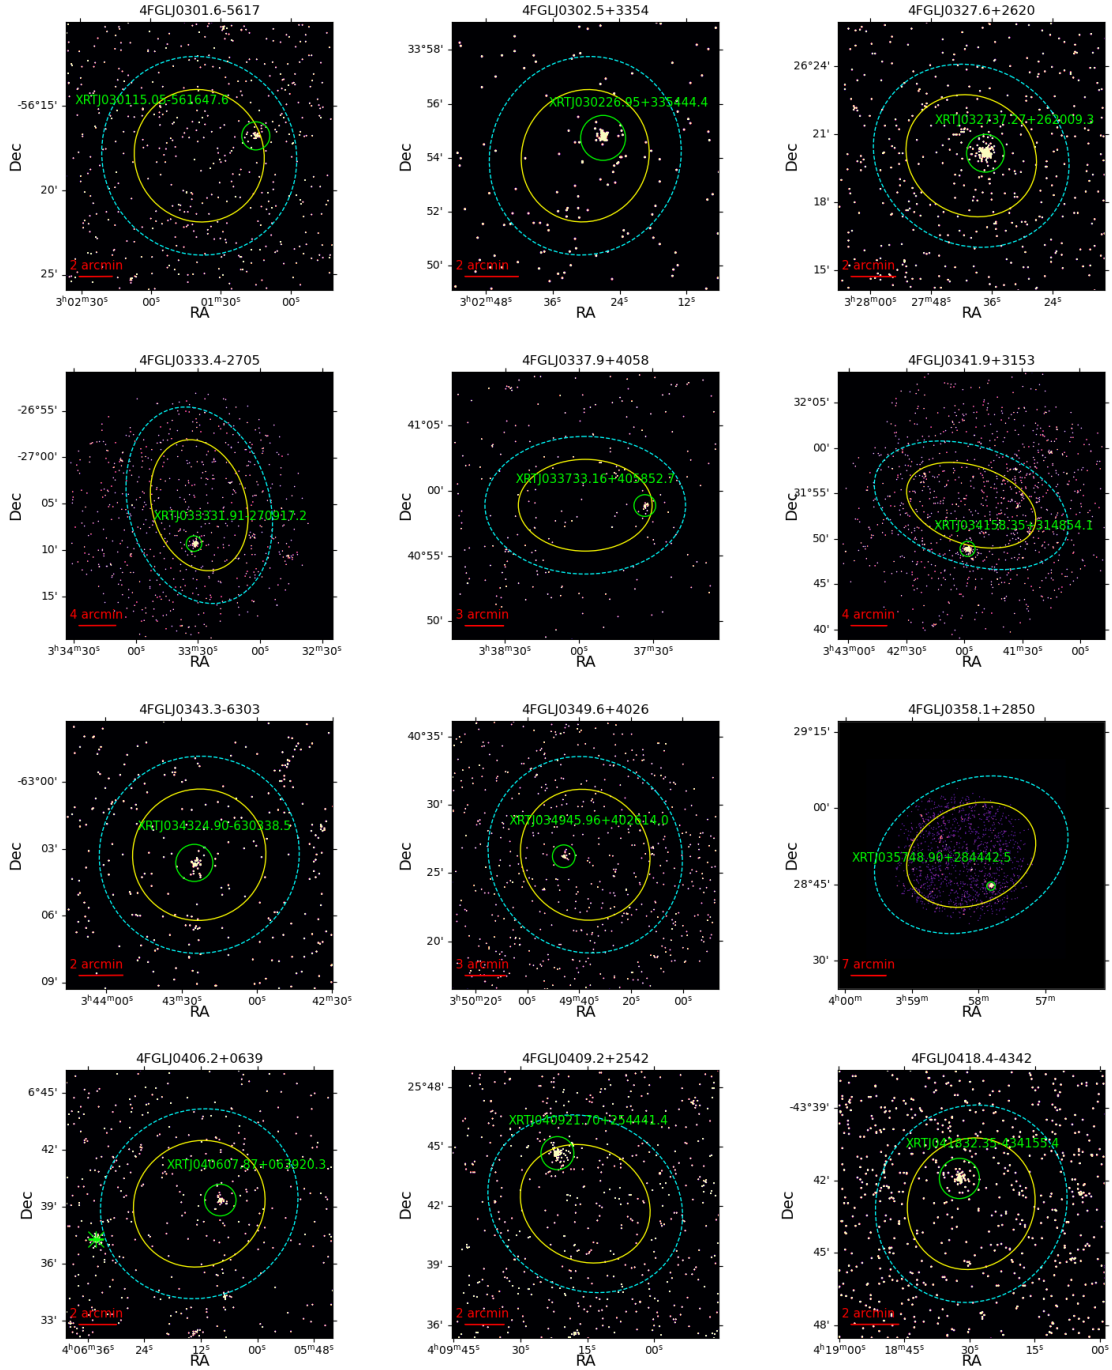 4FGLJ0301.6-5617
XRTJ030115.05-561647.6
-56°15'
20'
25'
Dec
2 arcmin
3ʰ02ᵐ30ˢ 00ˢ 01ᵐ30ˢ 00ˢ
RA
4FGLJ0302.5+3354
XRTJ030226.95+335444.4
33°58'
56'
54'
52'
50'
Dec
2 arcmin
3ʰ02ᵐ48ˢ 36ˢ 24ˢ 12ˢ
RA
4FGLJ0327.6+2620
XRTJ032737.27+262009.3
26°24'
21'
18'
15'
Dec
2 arcmin
3ʰ28ᵐ00ˢ 27ᵐ48ˢ 36ˢ 24ˢ
RA
4FGLJ0333.4-2705
XRTJ033331.91-270917.2
-26°55'
-27°00'
05'
10'
15'
Dec
4 arcmin
3ʰ34ᵐ30ˢ 00ˢ 33ᵐ30ˢ 00ˢ 32ᵐ30ˢ
RA
4FGLJ0337.9+4058
XRTJ033733.16+405852.7
41°05'
00'
40°55'
50'
Dec
3 arcmin
3ʰ38ᵐ30ˢ 00ˢ 37ᵐ30ˢ
RA
4FGLJ0341.9+3153
XRTJ034158.35+314854.1
32°05'
00'
31°55'
50'
45'
40'
Dec
4 arcmin
3ʰ43ᵐ00ˢ 42ᵐ30ˢ 00ˢ 41ᵐ30ˢ 00ˢ
RA
4FGLJ0343.3-6303
XRTJ034324.90-630338.5
-63°00'
03'
06'
09'
Dec
2 arcmin
3ʰ44ᵐ00ˢ 43ᵐ30ˢ 00ˢ 42ᵐ30ˢ
RA
4FGLJ0349.6+4026
XRTJ034945.96+402614.0
40°35'
30'
25'
20'
Dec
3 arcmin
3ʰ50ᵐ20ˢ 00ˢ 49ᵐ40ˢ 20ˢ 00ˢ
RA
4FGLJ0358.1+2850
XRTJ035748.90+284442.5
29°15'
00'
28°45'
30'
Dec
7 arcmin
4ʰ00ᵐ 3ʰ59ᵐ 58ᵐ 57ᵐ
RA
4FGLJ0406.2+0639
XRTJ040607.87+063920.3
6°45'
42'
39'
36'
33'
Dec
2 arcmin
4ʰ06ᵐ36ˢ 24ˢ 12ˢ 00ˢ 05ᵐ48ˢ
RA
4FGLJ0409.2+2542
XRTJ040921.70+254441.4
25°48'
45'
42'
39'
36'
Dec
2 arcmin
4ʰ09ᵐ45ˢ 30ˢ 15ˢ 00ˢ
RA
4FGLJ0418.4-4342
XRTJ041832.35-434155.4
-43°39'
42'
45'
48'
Dec
2 arcmin
4ʰ19ᵐ00ˢ 18ᵐ45ˢ 30ˢ 15ˢ 00ˢ
RA